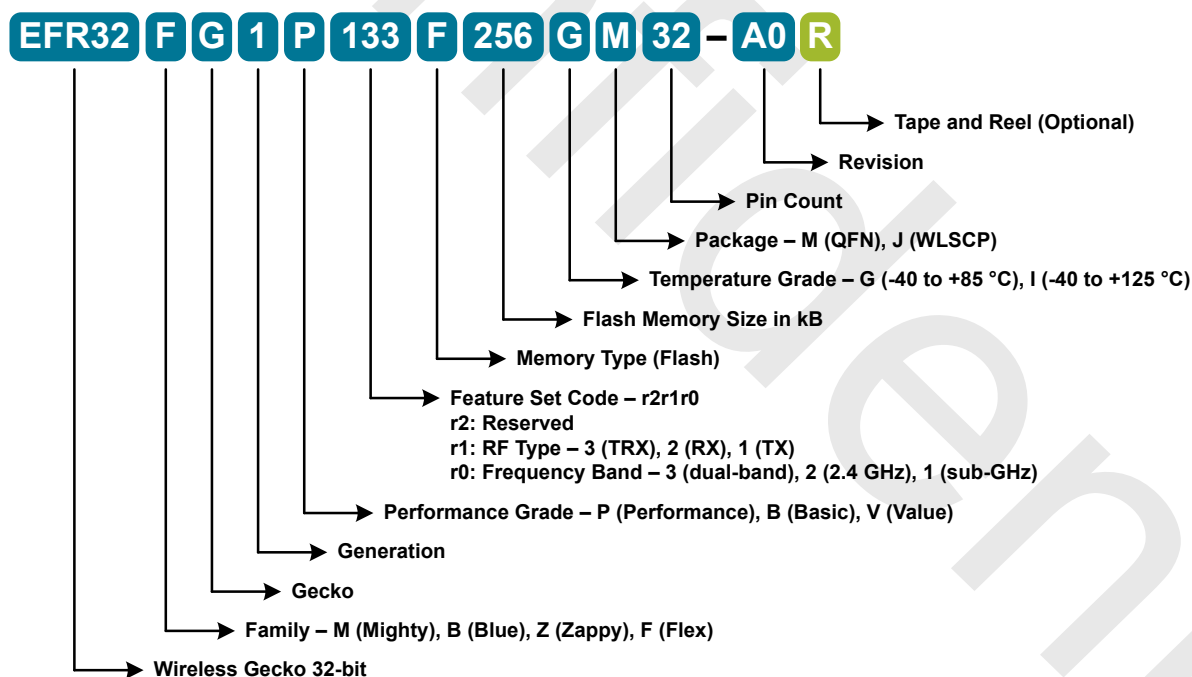 EFR32 F G 1 P 133 F 256 G M 32 – A0 R
Tape and Reel (Optional)
Revision
Pin Count
Package – M (QFN), J (WLSCP)
Temperature Grade – G (-40 to +85 °C), I (-40 to +125 °C)
Flash Memory Size in kB
Memory Type (Flash)
Feature Set Code – r2r1r0
r2: Reserved
r1: RF Type – 3 (TRX), 2 (RX), 1 (TX)
r0: Frequency Band – 3 (dual-band), 2 (2.4 GHz), 1 (sub-GHz)
Performance Grade – P (Performance), B (Basic), V (Value)
Generation
Gecko
Family – M (Mighty), B (Blue), Z (Zappy), F (Flex)
Wireless Gecko 32-bit